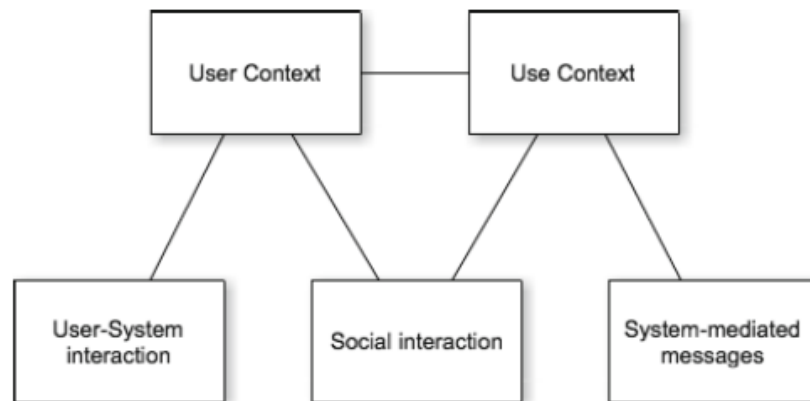 User Context
Use Context
User-System
interaction
Social interaction
System-mediated
messages